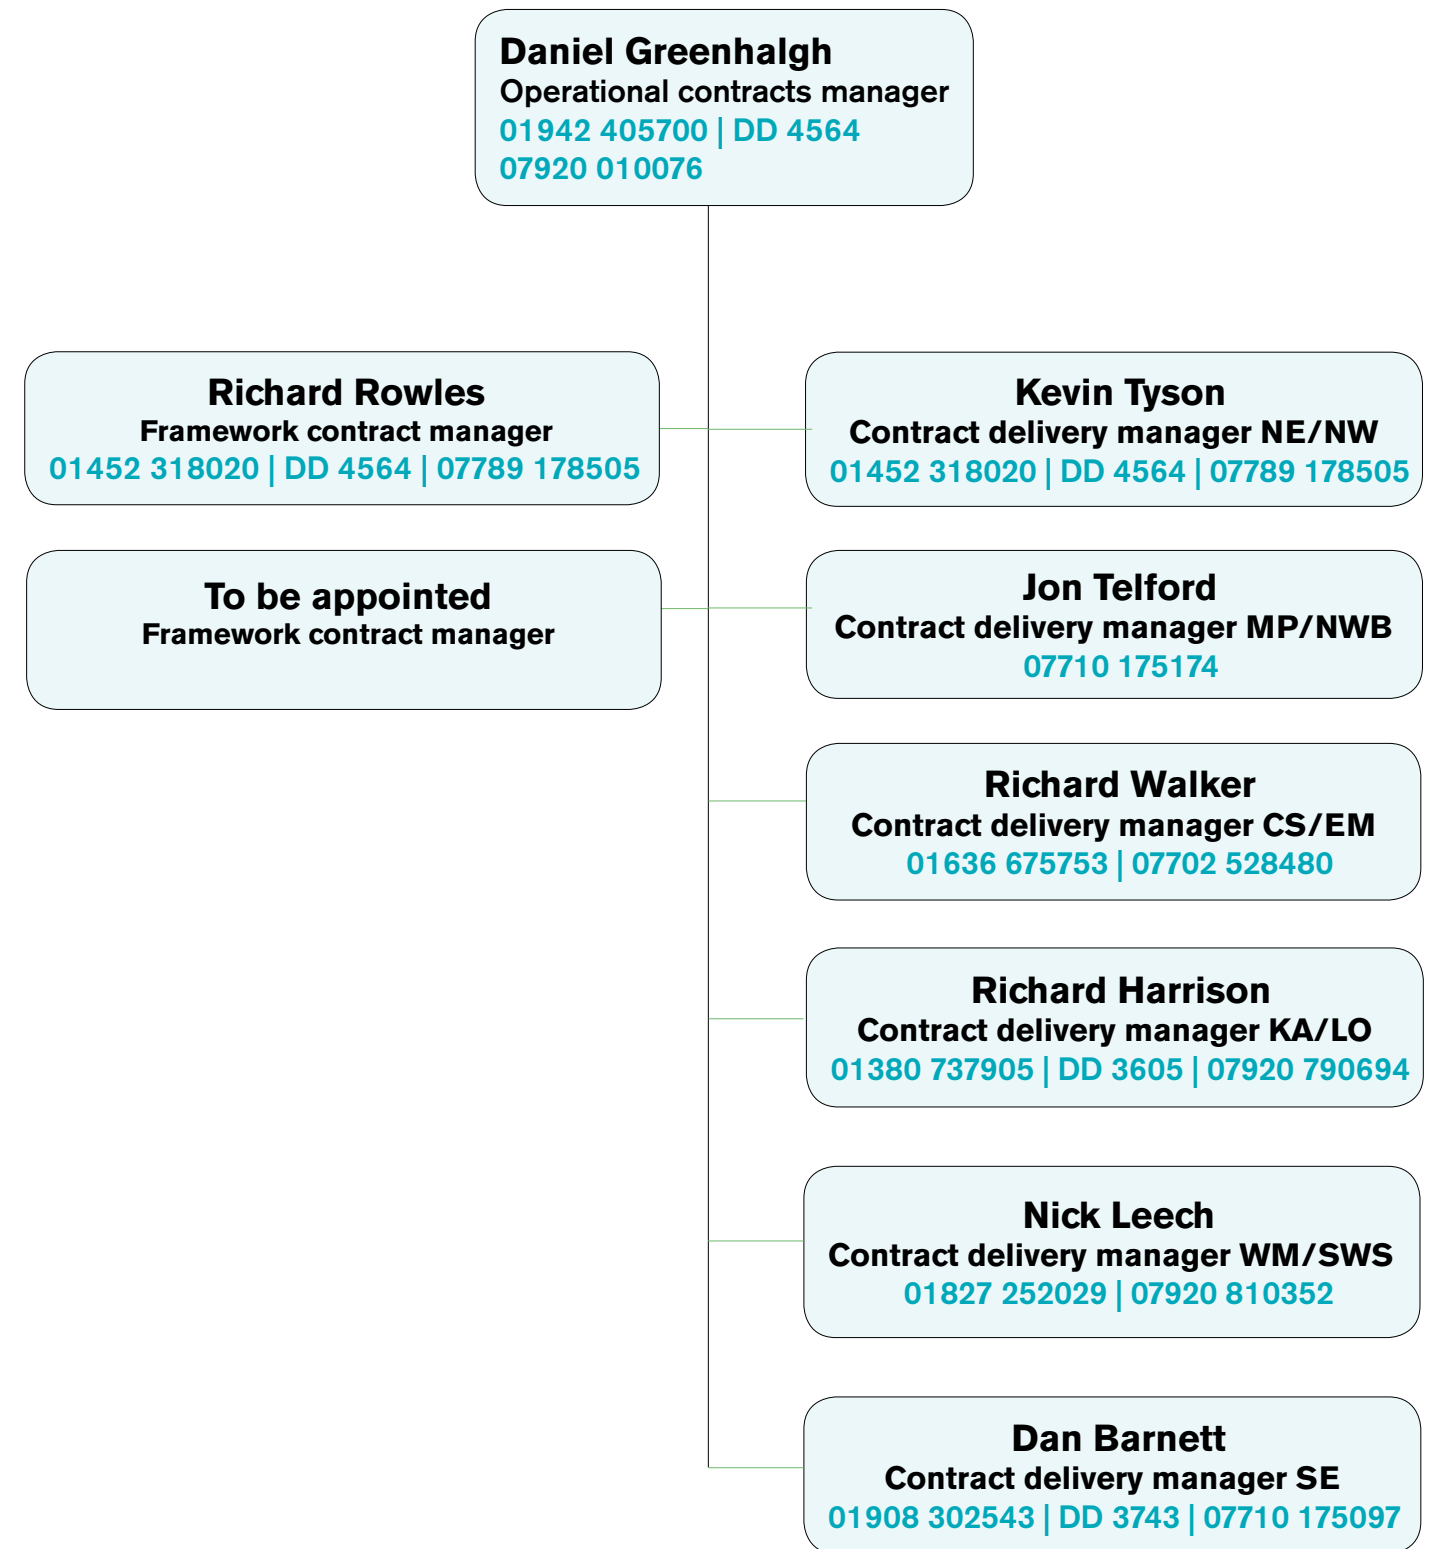 Daniel Greenhalgh
Operational contracts manager
01942 405700 | DD 4564
07920 010076
Richard Rowles
Framework contract manager
01452 318020 | DD 4564 | 07789 178505
To be appointed
Framework contract manager
Kevin Tyson
Contract delivery manager NE/NW
01452 318020 | DD 4564 | 07789 178505
Jon Telford
Contract delivery manager MP/NWB
07710 175174
Richard Walker
Contract delivery manager CS/EM
01636 675753 | 07702 528480
Richard Harrison
Contract delivery manager KA/LO
01380 737905 | DD 3605 | 07920 790694
Nick Leech
Contract delivery manager WM/SWS
01827 252029 | 07920 810352
Dan Barnett
Contract delivery manager SE
01908 302543 | DD 3743 | 07710 175097